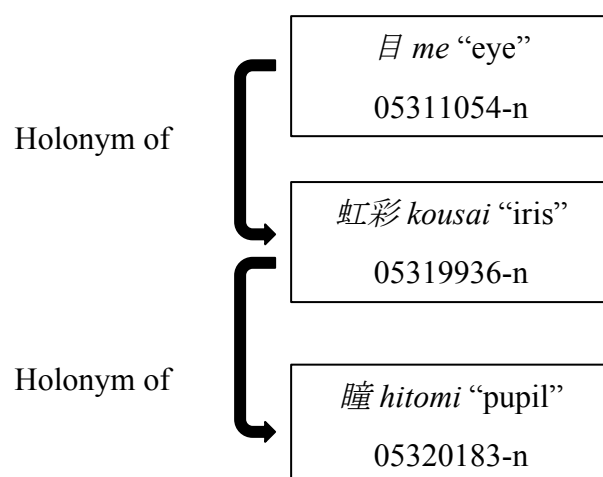 目 me “eye”
05311054-n
Holonym of
虹彩 kousai “iris”
05319936-n
Holonym of
瞳 hitomi “pupil”
05320183-n